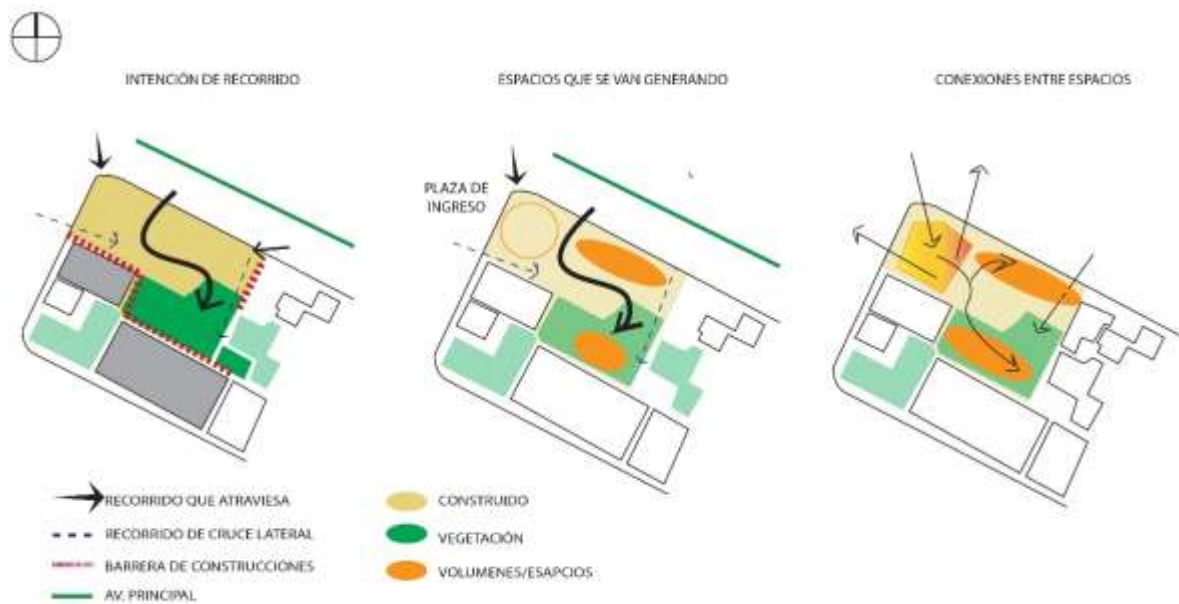 INTENCIÓN DE RECORRIDO
ESPACIOS QUE SE VAN GENERANDO
CONEXIONES ENTRE ESPACIOS
PLAZA DE
INGRESO
RECORRIDO QUE ATRAVIESA
RECORRIDO DE CRUCE LATERAL
BARRERA DE CONSTRUCCIONES
AV. PRINCIPAL
CONSTRUIDO
VEGETACIÓN
VOLUMENES/ESAPCIOS